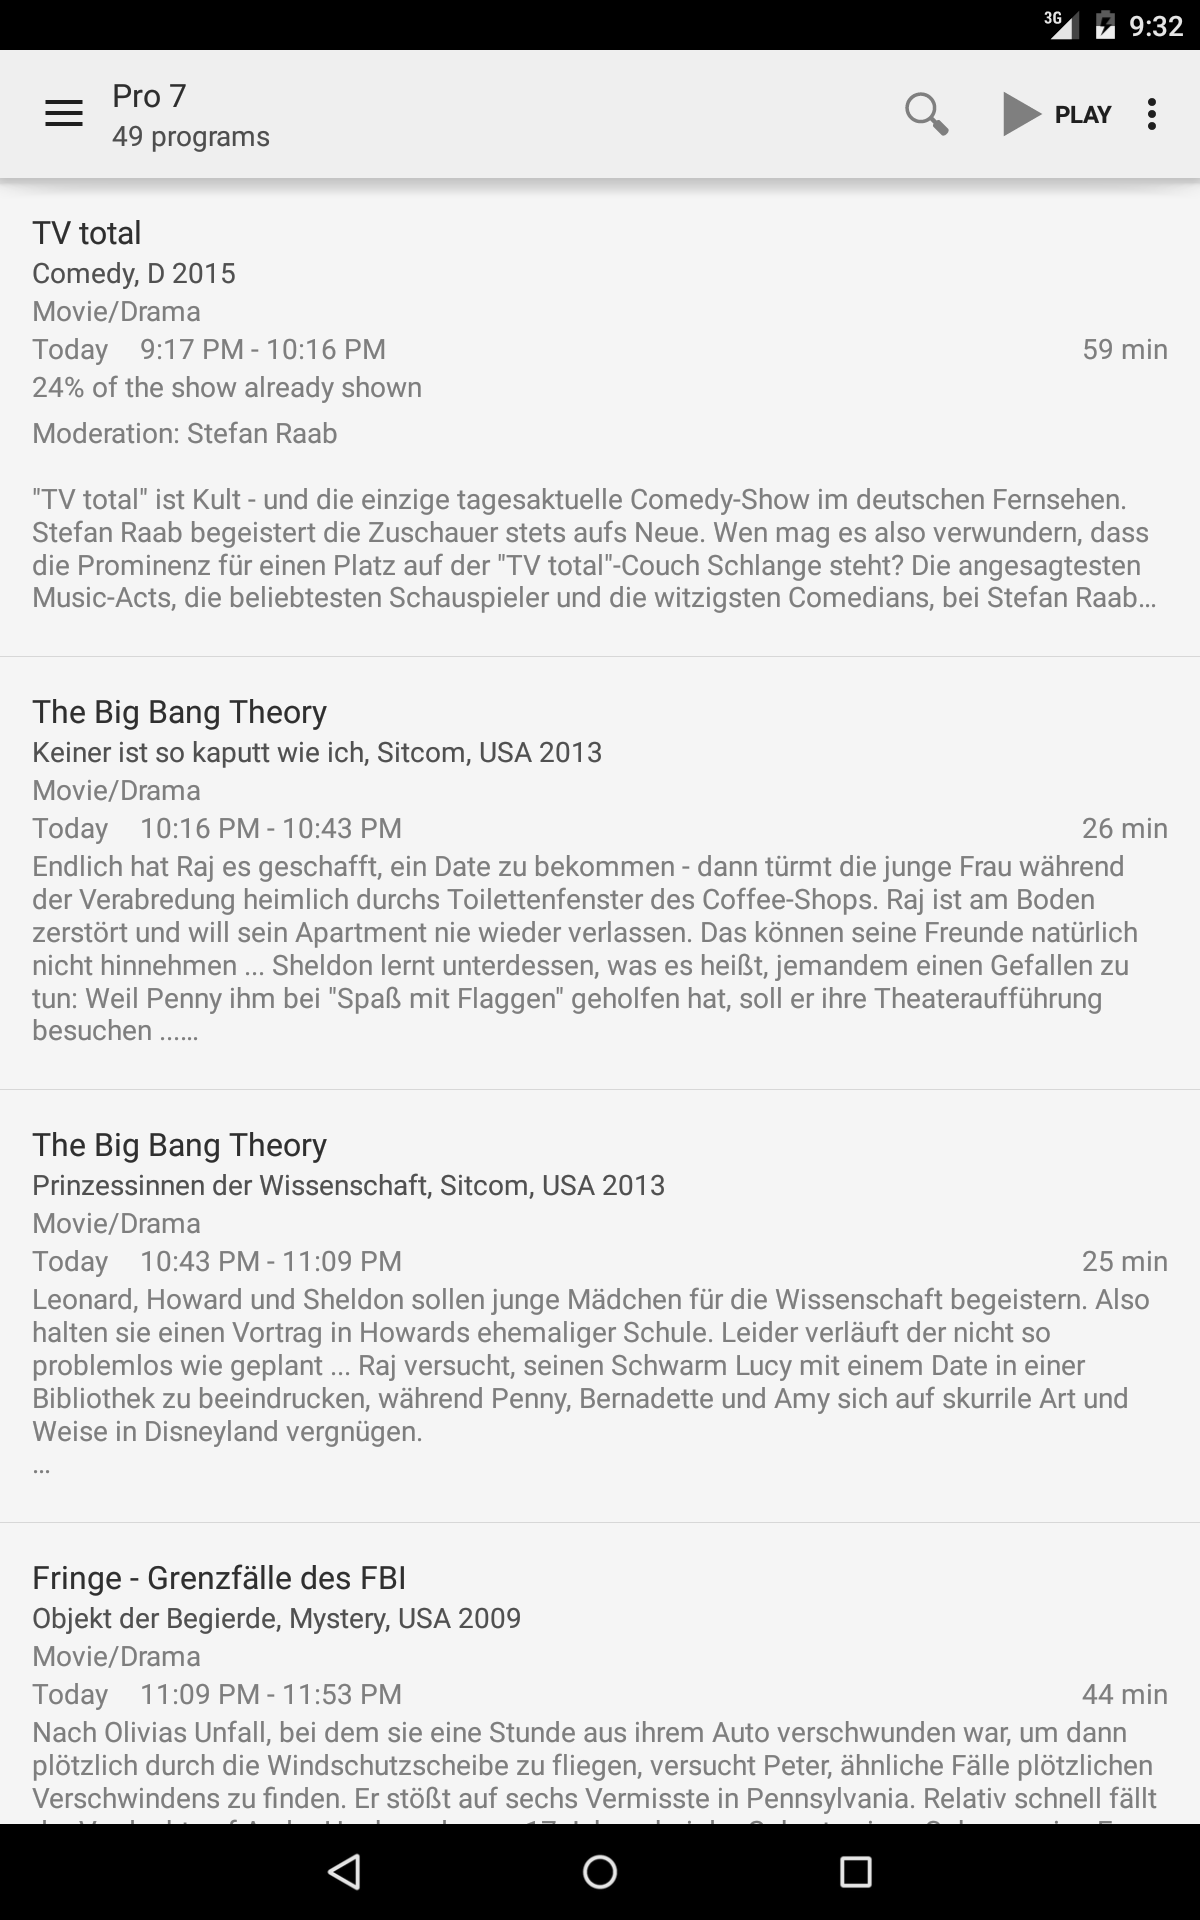 3G 9:32
Pro 7
49 programs
PLAY
TV total
Comedy, D 2015
Movie/Drama
Today 9:17 PM - 10:16 PM 59 min
24% of the show already shown
Moderation: Stefan Raab
"TV total" ist Kult - und die einzige tagesaktuelle Comedy-Show im deutschen Fernsehen.
Stefan Raab begeistert die Zuschauer stets aufs Neue. Wen mag es also verwundern, dass
die Prominenz für einen Platz auf der "TV total"-Couch Schlange steht? Die angesagtesten
Music-Acts, die beliebtesten Schauspieler und die witzigsten Comedians, bei Stefan Raab…
The Big Bang Theory
Keiner ist so kaputt wie ich, Sitcom, USA 2013
Movie/Drama
Today 10:16 PM - 10:43 PM 26 min
Endlich hat Raj es geschafft, ein Date zu bekommen - dann türmt die junge Frau während
der Verabredung heimlich durchs Toilettenfenster des Coffee-Shops. Raj ist am Boden
zerstört und will sein Apartment nie wieder verlassen. Das können seine Freunde natürlich
nicht hinnehmen ... Sheldon lernt unterdessen, was es heißt, jemandem einen Gefallen zu
tun: Weil Penny ihm bei "Spaß mit Flaggen" geholfen hat, soll er ihre Theateraufführung
besuchen ...…
The Big Bang Theory
Prinzessinnen der Wissenschaft, Sitcom, USA 2013
Movie/Drama
Today 10:43 PM - 11:09 PM 25 min
Leonard, Howard und Sheldon sollen junge Mädchen für die Wissenschaft begeistern. Also
halten sie einen Vortrag in Howards ehemaliger Schule. Leider verläuft der nicht so
problemlos wie geplant ... Raj versucht, seinen Schwarm Lucy mit einem Date in einer
Bibliothek zu beeindrucken, während Penny, Bernadette und Amy sich auf skurrile Art und
Weise in Disneyland vergnügen.
…
Fringe - Grenzfälle des FBI
Objekt der Begierde, Mystery, USA 2009
Movie/Drama
Today 11:09 PM - 11:53 PM 44 min
Nach Olivias Unfall, bei dem sie eine Stunde aus ihrem Auto verschwunden war, um dann
plötzlich durch die Windschutzscheibe zu fliegen, versucht Peter, ähnliche Fälle plötzlichen
Verschwindens zu finden. Er stößt auf sechs Vermisste in Pennsylvania. Relativ schnell fällt